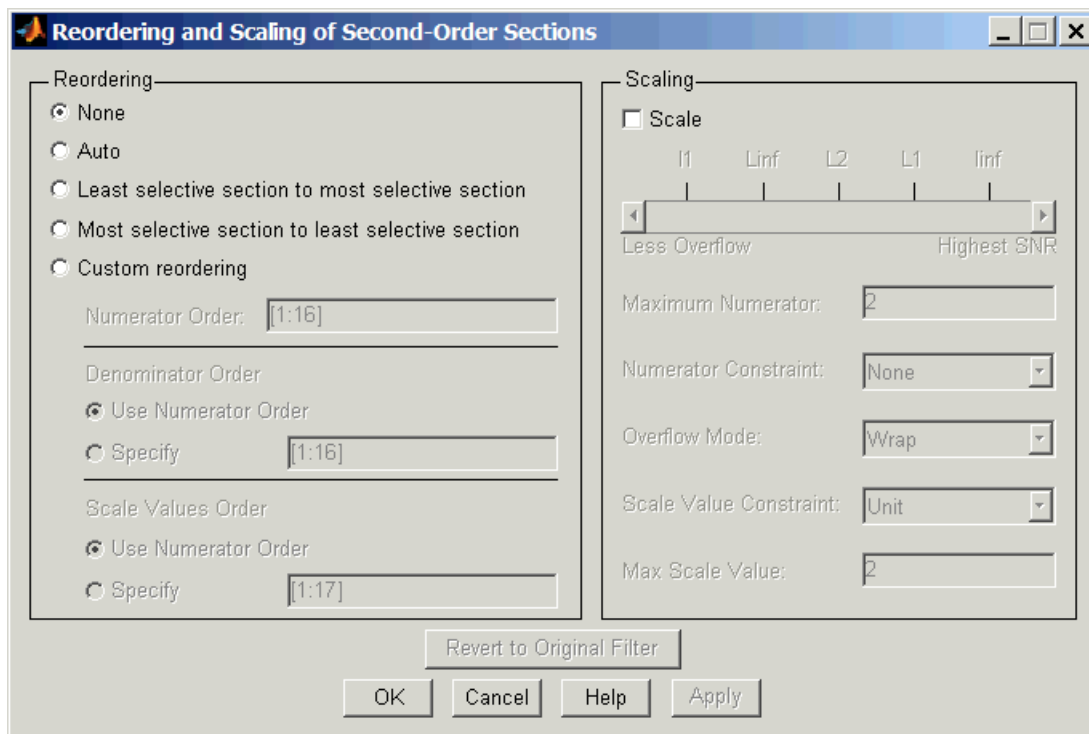 Reordering and Scaling of Second-Order Sections
Reordering
None
Auto
Least selective section to most selective section
Most selective section to least selective section
Custom reordering
Numerator Order: [1:16]
Denominator Order
Use Numerator Order
Specify [1:16]
Scale Values Order
Use Numerator Order
Specify [1:17]
Scaling
Scale
l1 Linf L2 L1 linf
Less Overflow Highest SNR
Maximum Numerator: 2
Numerator Constraint: None
Overflow Mode: Wrap
Scale Value Constraint: Unit
Max Scale Value: 2
Revert to Original Filter
OK Cancel Help Apply